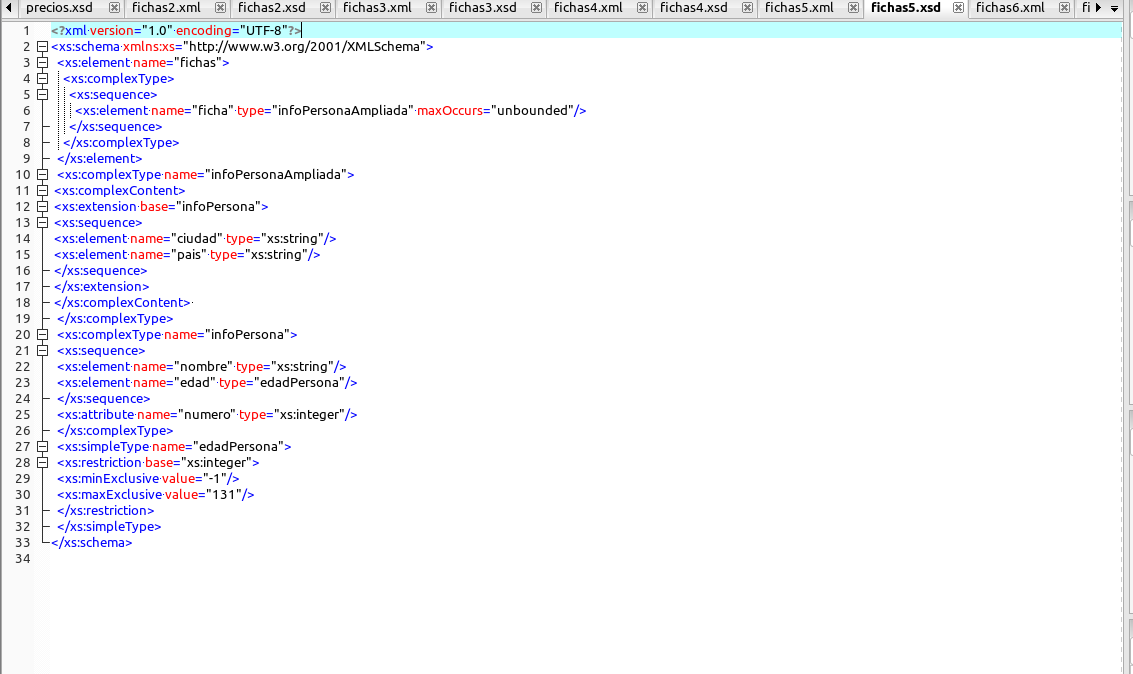 precios.xsd fichas2.xml fichas2.xsd fichas3.xml fichas3.xsd fichas4.xml fichas4.xsd fichas5.xml fichas5.xsd fichas6.xml fi
1 <?xml version="1.0" encoding="UTF-8"?>
2 <xs:schema xmlns:xs="http://www.w3.org/2001/XMLSchema">
3 <xs:element name="fichas">
4 <xs:complexType>
5 <xs:sequence>
6 <xs:element name="ficha" type="infoPersonaAmpliada" maxOccurs="unbounded"/>
7 </xs:sequence>
8 </xs:complexType>
9 </xs:element>
10 <xs:complexType name="infoPersonaAmpliada">
11 <xs:complexContent>
12 <xs:extension base="infoPersona">
13 <xs:sequence>
14 <xs:element name="ciudad" type="xs:string"/>
15 <xs:element name="pais" type="xs:string"/>
16 </xs:sequence>
17 </xs:extension>
18 </xs:complexContent>
19 </xs:complexType>
20 <xs:complexType name="infoPersona">
21 <xs:sequence>
22 <xs:element name="nombre" type="xs:string"/>
23 <xs:element name="edad" type="edadPersona"/>
24 </xs:sequence>
25 <xs:attribute name="numero" type="xs:integer"/>
26 </xs:complexType>
27 <xs:simpleType name="edadPersona">
28 <xs:restriction base="xs:integer">
29 <xs:minExclusive value="-1"/>
30 <xs:maxExclusive value="131"/>
31 </xs:restriction>
32 </xs:simpleType>
33 </xs:schema>
34